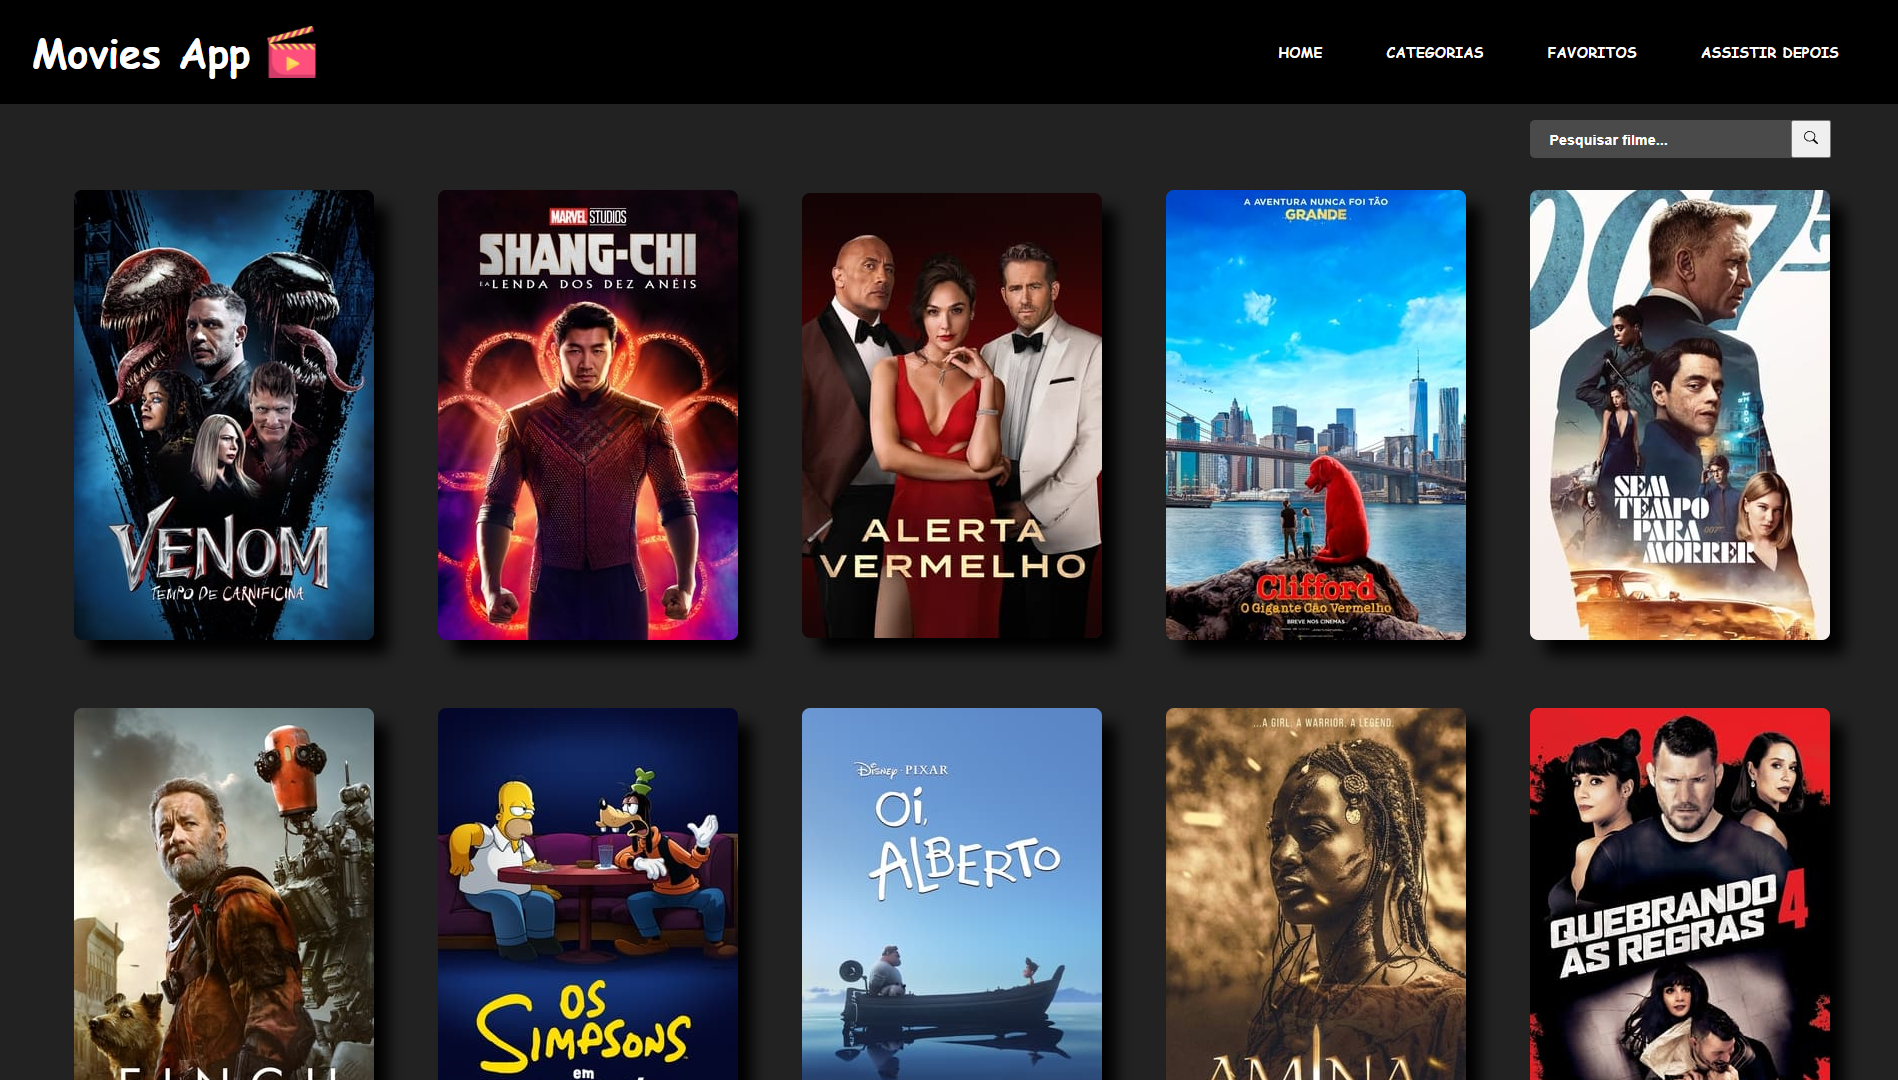 Movies App
HOME
CATEGORIAS
FAVORITOS
ASSISTIR DEPOIS
Pesquisar filme...
VENOM
TEMPO DE CARNIFICINA
MARVEL STUDIOS
SHANG-CHI
E A LENDA DOS DEZ ANÉIS
ALERTA
VERMELHO
A AVENTURA NUNCA FOI TÃO
GRANDE
Clifford
O Gigante Cão Vermelho
BREVE NOS CINEMAS
007
SEM
TEMPO
PARA
MORRER
007
FINCH
OS
SIMPSONS
em
Disney · PIXAR
Oi,
ALBERTO
...A GIRL. A WARRIOR. A LEGEND.
AMINA
QUEBRANDO
AS REGRAS 4